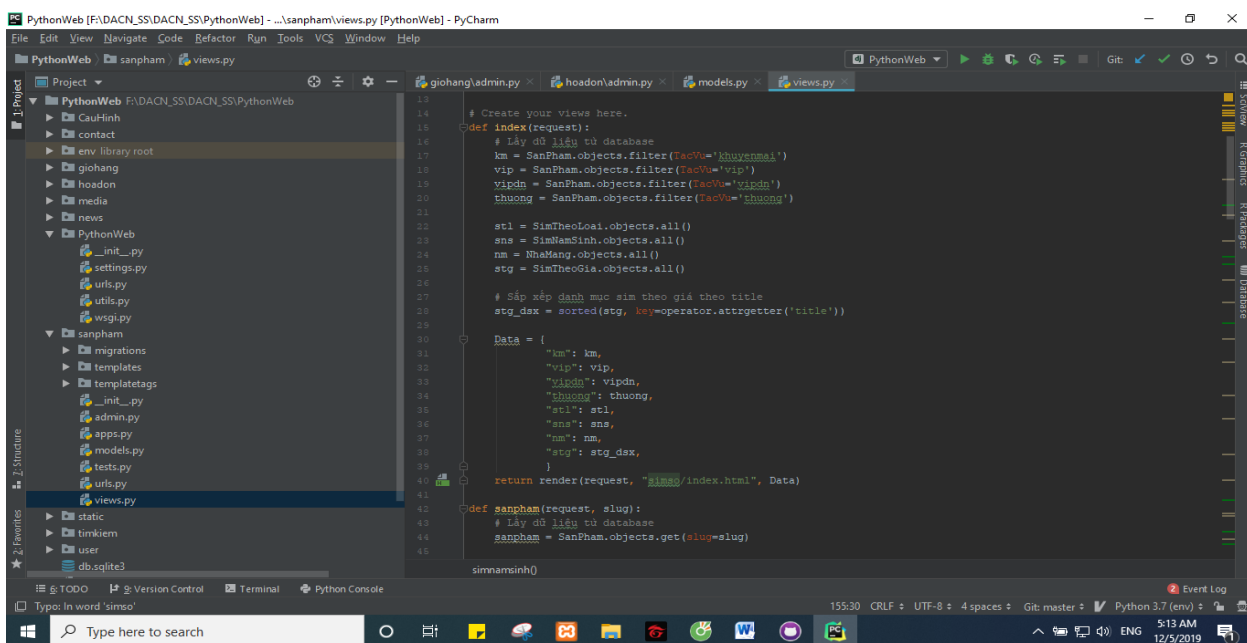 PythonWeb [F:\DACN_SS\DACN_SS\PythonWeb] - ...\sanpham\views.py [PythonWeb] - PyCharm
File Edit View Navigate Code Refactor Run Tools VCS Window Help
PythonWeb sanpham views.py
PythonWeb
Git:
1: Project
Project
PythonWeb F:\DACN_SS\DACN_SS\PythonWeb
CauHinh
contact
env library root
giohang
hoadon
media
news
PythonWeb
__init__.py
settings.py
urls.py
utils.py
wsgi.py
sanpham
migrations
templates
templatetags
__init__.py
admin.py
apps.py
models.py
tests.py
urls.py
views.py
static
timkiem
user
db.sqlite3
7: Structure
2: Favorites
giohang\admin.py hoadon\admin.py models.py views.py
13
14 # Create your views here.
15 def index(request):
16 # Lấy dữ liệu từ database
17 km = SanPham.objects.filter(TacVu='khuyenmai')
18 vip = SanPham.objects.filter(TacVu='vip')
19 vipdn = SanPham.objects.filter(TacVu='vipdn')
20 thuong = SanPham.objects.filter(TacVu='thuong')
21
22 stl = SimTheoLoai.objects.all()
23 sns = SimNamSinh.objects.all()
24 nm = NhaMang.objects.all()
25 stg = SimTheoGia.objects.all()
26
27 # Sắp xếp danh mục sim theo giá theo title
28 stg_dsx = sorted(stg, key=operator.attrgetter('title'))
29
30 Data = {
31 "km": km,
32 "vip": vip,
33 "vipdn": vipdn,
34 "thuong": thuong,
35 "stl": stl,
36 "sns": sns,
37 "nm": nm,
38 "stg": stg_dsx,
39 }
40 return render(request, "simso/index.html", Data)
41
42 def sanpham(request, slug):
43 # Lấy dữ liệu từ database
44 sanpham = SanPham.objects.get(slug=slug)
45
simnamsinh()
SciView
R Graphics
R Packages
Database
6: TODO 9: Version Control Terminal Python Console
2 Event Log
Typo: In word 'simso'
155:30 CRLF UTF-8 4 spaces Git: master Python 3.7 (env)
Type here to search
ENG
5:13 AM
12/5/2019
1